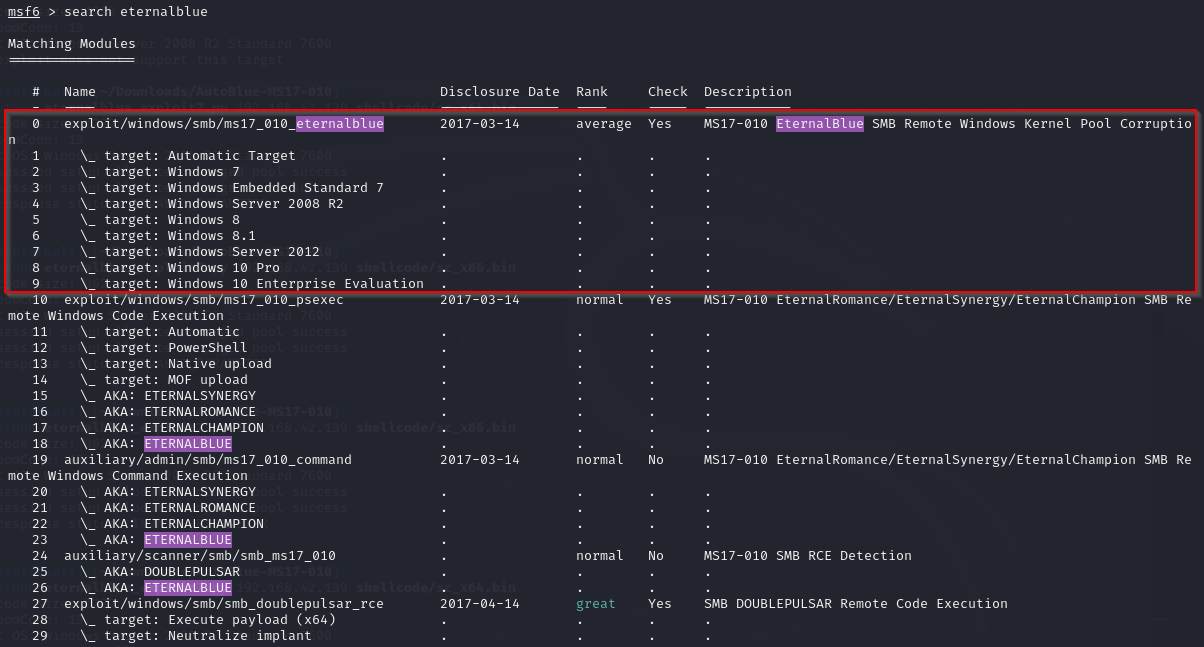 msf6 > search eternalblue
Matching Modules
================
# Name Disclosure Date Rank Check Description
- ---- --------------- ---- ----- -----------
0 exploit/windows/smb/ms17_010_eternalblue 2017-03-14 average Yes MS17-010 EternalBlue SMB Remote Windows Kernel Pool Corruptio
n
1 \_ target: Automatic Target . . . .
2 \_ target: Windows 7 . . . .
3 \_ target: Windows Embedded Standard 7 . . . .
4 \_ target: Windows Server 2008 R2 . . . .
5 \_ target: Windows 8 . . . .
6 \_ target: Windows 8.1 . . . .
7 \_ target: Windows Server 2012 . . . .
8 \_ target: Windows 10 Pro . . . .
9 \_ target: Windows 10 Enterprise Evaluation . . . .
10 exploit/windows/smb/ms17_010_psexec 2017-03-14 normal Yes MS17-010 EternalRomance/EternalSynergy/EternalChampion SMB Re
mote Windows Code Execution
11 \_ target: Automatic . . . .
12 \_ target: PowerShell . . . .
13 \_ target: Native upload . . . .
14 \_ target: MOF upload . . . .
15 \_ AKA: ETERNALSYNERGY . . . .
16 \_ AKA: ETERNALROMANCE . . . .
17 \_ AKA: ETERNALCHAMPION . . . .
18 \_ AKA: ETERNALBLUE . . . .
19 auxiliary/admin/smb/ms17_010_command 2017-03-14 normal No MS17-010 EternalRomance/EternalSynergy/EternalChampion SMB Re
mote Windows Command Execution
20 \_ AKA: ETERNALSYNERGY . . . .
21 \_ AKA: ETERNALROMANCE . . . .
22 \_ AKA: ETERNALCHAMPION . . . .
23 \_ AKA: ETERNALBLUE . . . .
24 auxiliary/scanner/smb/smb_ms17_010 . normal No MS17-010 SMB RCE Detection
25 \_ AKA: DOUBLEPULSAR . . . .
26 \_ AKA: ETERNALBLUE . . . .
27 exploit/windows/smb/smb_doublepulsar_rce 2017-04-14 great Yes SMB DOUBLEPULSAR Remote Code Execution
28 \_ target: Execute payload (x64) . . . .
29 \_ target: Neutralize implant . . . .